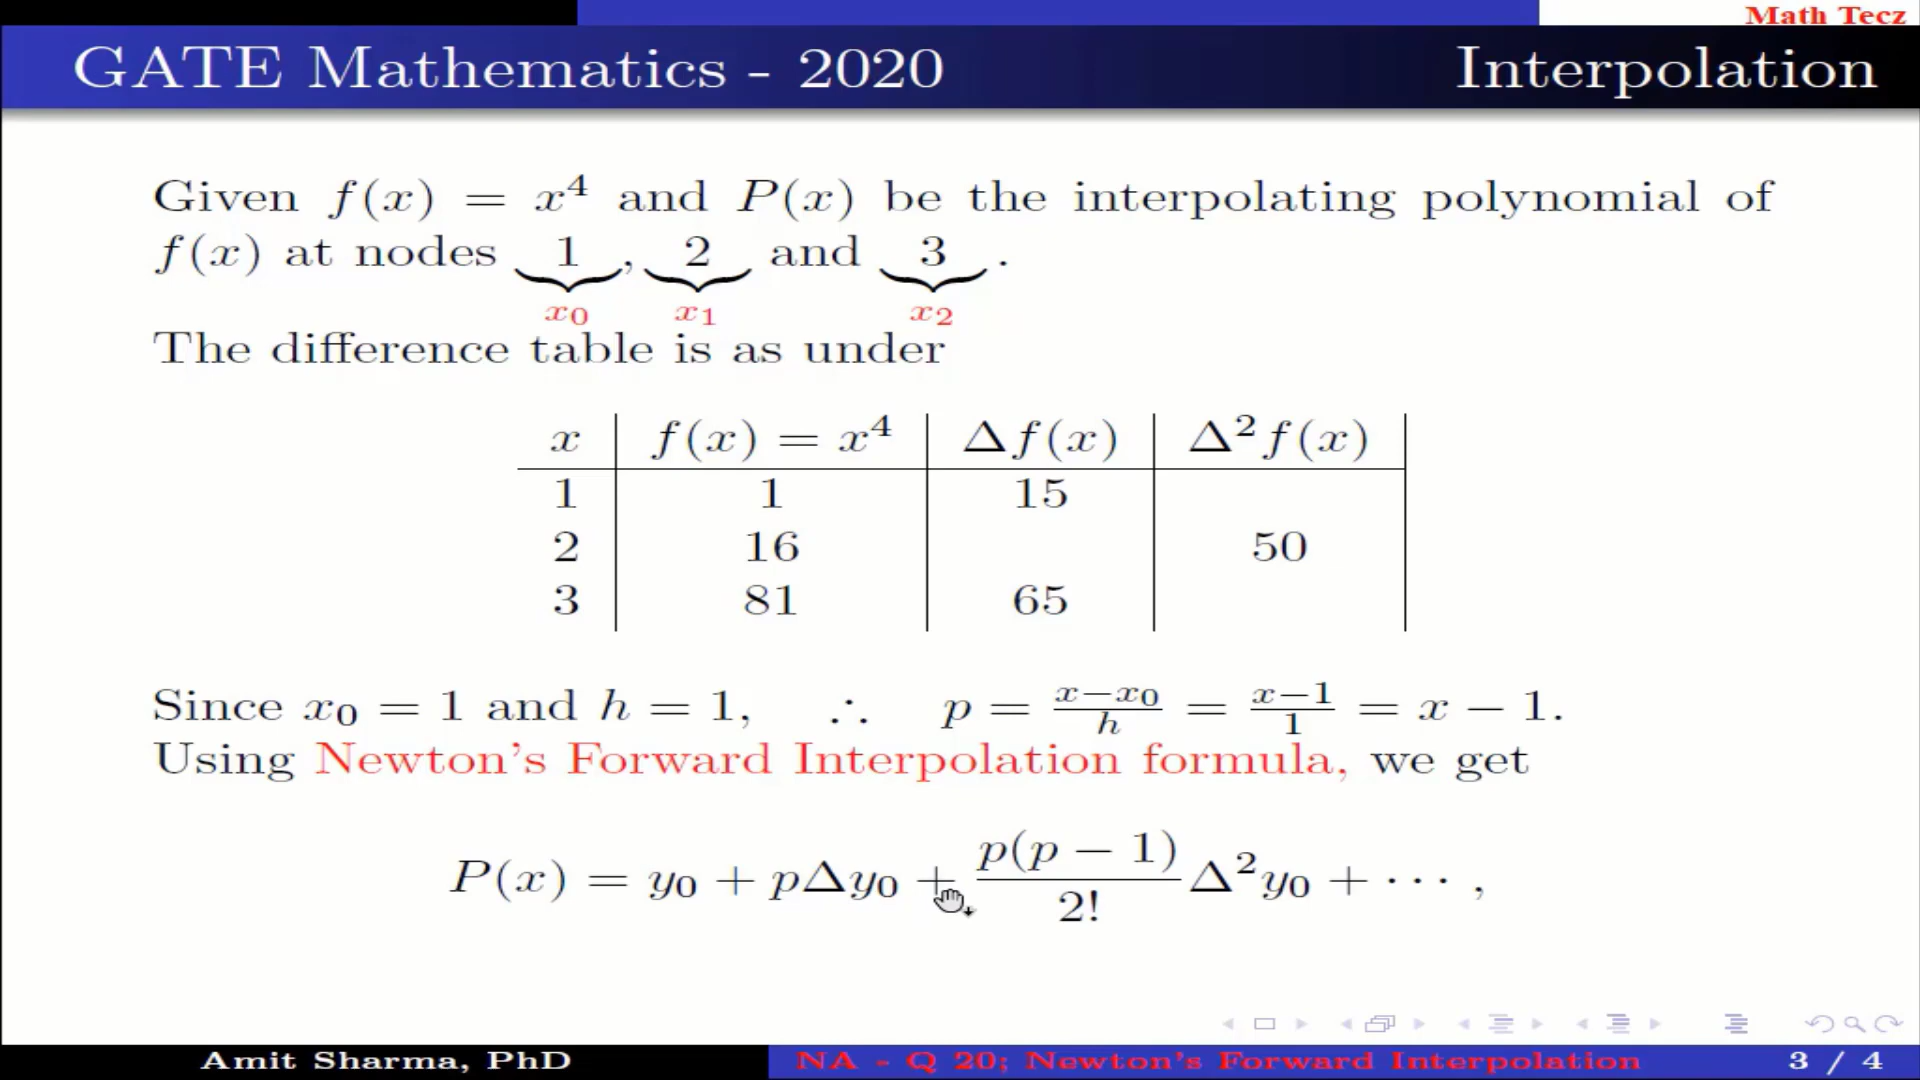 Math Tecz
GATE Mathematics - 2020 Interpolation
Given f(x) = x⁴ and P(x) be the interpolating polynomial of
f(x) at nodes 1, 2 and 3.
x₀ x₁ x₂
The difference table is as under
x f(x) = x⁴ Δf(x) Δ²f(x)
1 1 15
2 16 50
3 81 65
Since x₀ = 1 and h = 1, ∴ p = (x−x₀)/h = (x−1)/1 = x − 1.
Using Newton's Forward Interpolation formula, we get
P(x) = y₀ + pΔy₀ + p(p − 1)/2! Δ²y₀ + · · · ,
Amit Sharma, PhD NA - Q 20; Newton's Forward Interpolation 3 / 4